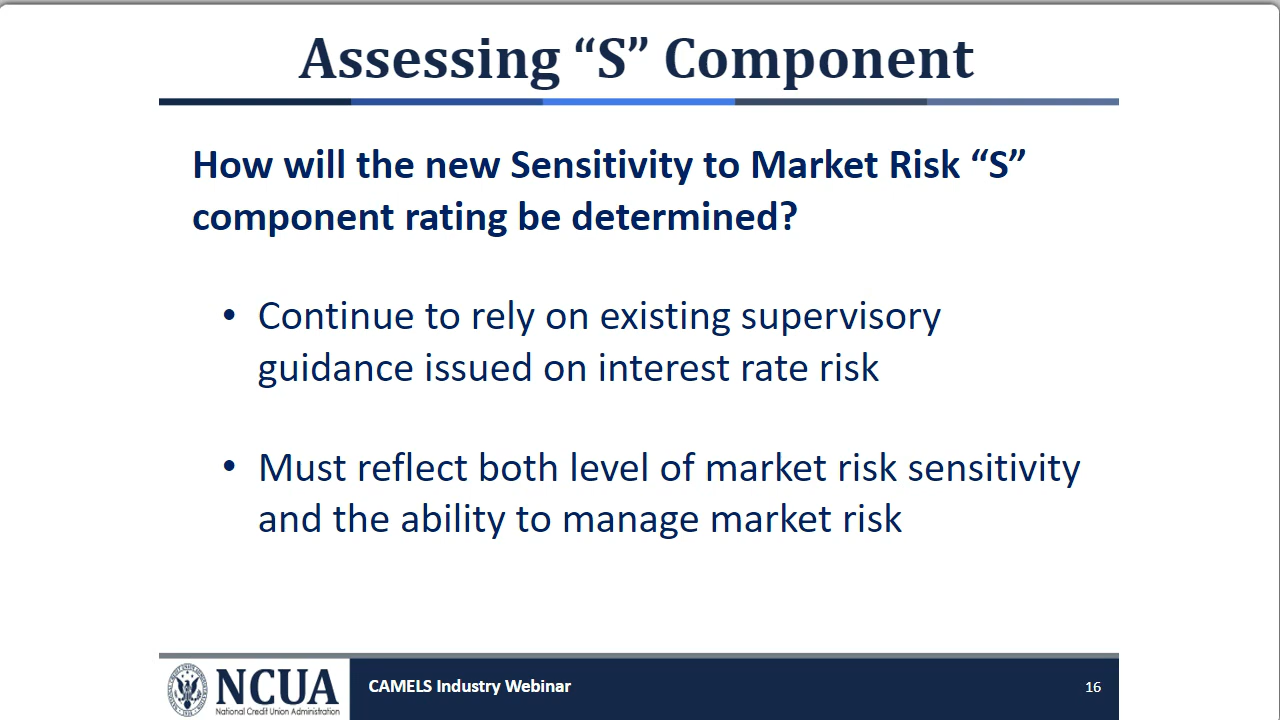 Assessing “S” Component
How will the new Sensitivity to Market Risk “S”
component rating be determined?
• Continue to rely on existing supervisory
guidance issued on interest rate risk
• Must reflect both level of market risk sensitivity
and the ability to manage market risk
NCUA
National Credit Union Administration
CAMELS Industry Webinar
16